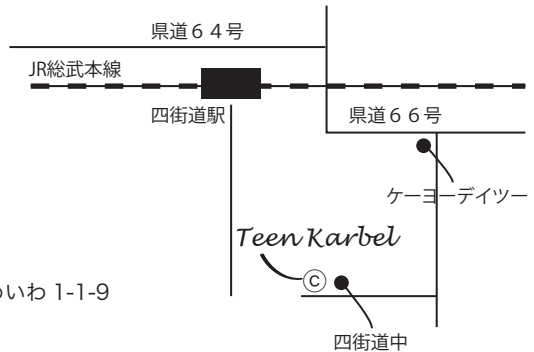 県道６４号
JR総武本線
四街道駅
県道６６号
ケーヨーデイツー
Teen Karbel
C
いわ 1-1-9
四街道中